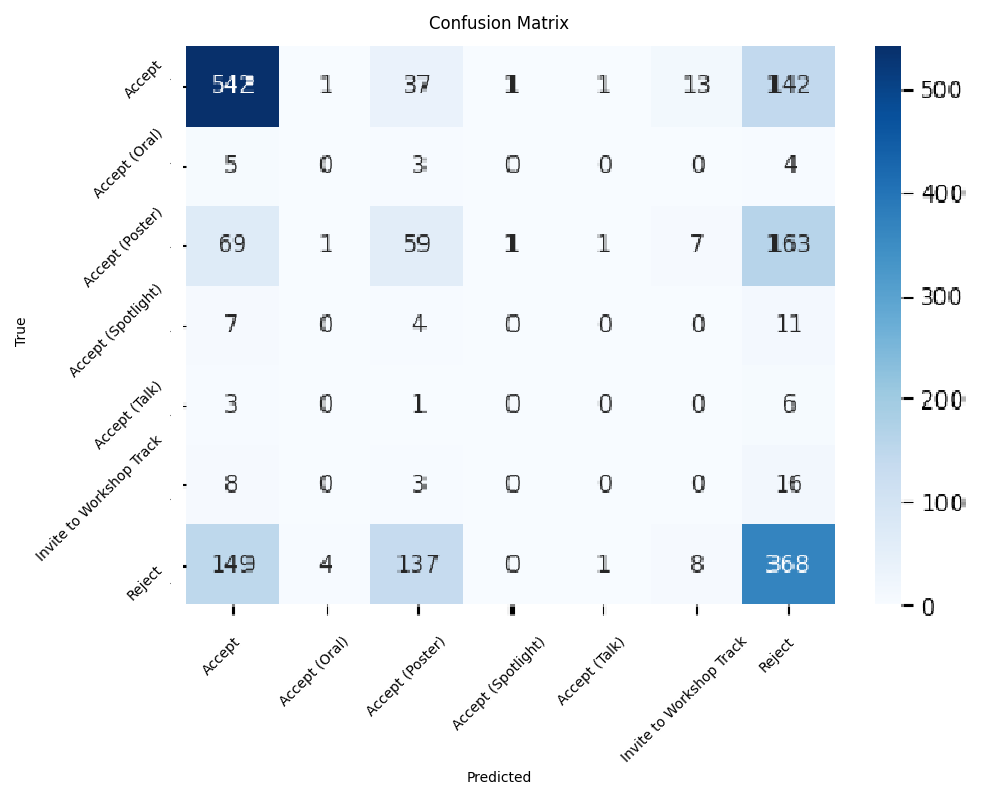 Confusion Matrix
Accept 542 1 37 1 1 13 142
Accept (Oral) 5 0 3 0 0 0 4
Accept (Poster) 69 1 59 1 1 7 163
Accept (Spotlight) 7 0 4 0 0 0 11
Accept (Talk) 3 0 1 0 0 0 6
Invite to Workshop Track 8 0 3 0 0 0 16
Reject 149 4 137 0 1 8 368
True
Accept
Accept (Oral)
Accept (Poster)
Accept (Spotlight)
Accept (Talk)
Invite to Workshop Track
Reject
Predicted
500
400
300
200
100
0